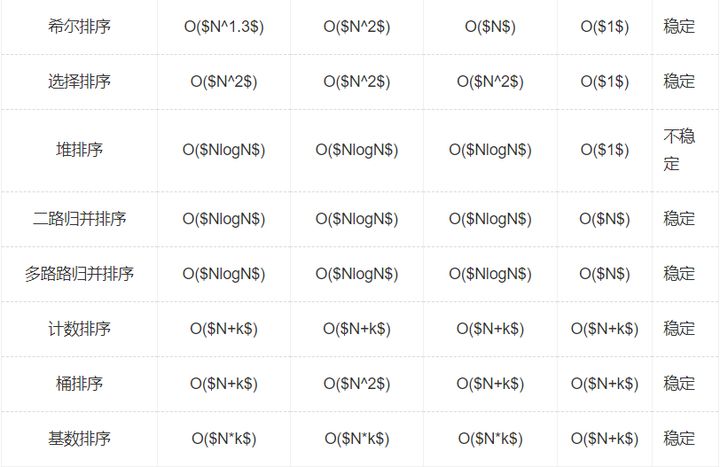 希尔排序 O($N^1.3$) O($N^2$) O($N$) O($1$) 稳定
选择排序 O($N^2$) O($N^2$) O($N^2$) O($1$) 稳定
堆排序 O($NlogN$) O($NlogN$) O($NlogN$) O($1$) 不稳
定
二路归并排序 O($NlogN$) O($NlogN$) O($NlogN$) O($N$) 稳定
多路路归并排序 O($NlogN$) O($NlogN$) O($NlogN$) O($N$) 稳定
计数排序 O($N+k$) O($N+k$) O($N+k$) O($N+k$) 稳定
桶排序 O($N+k$) O($N^2$) O($N+k$) O($N+k$) 稳定
基数排序 O($N*k$) O($N*k$) O($N*k$) O($N+k$) 稳定